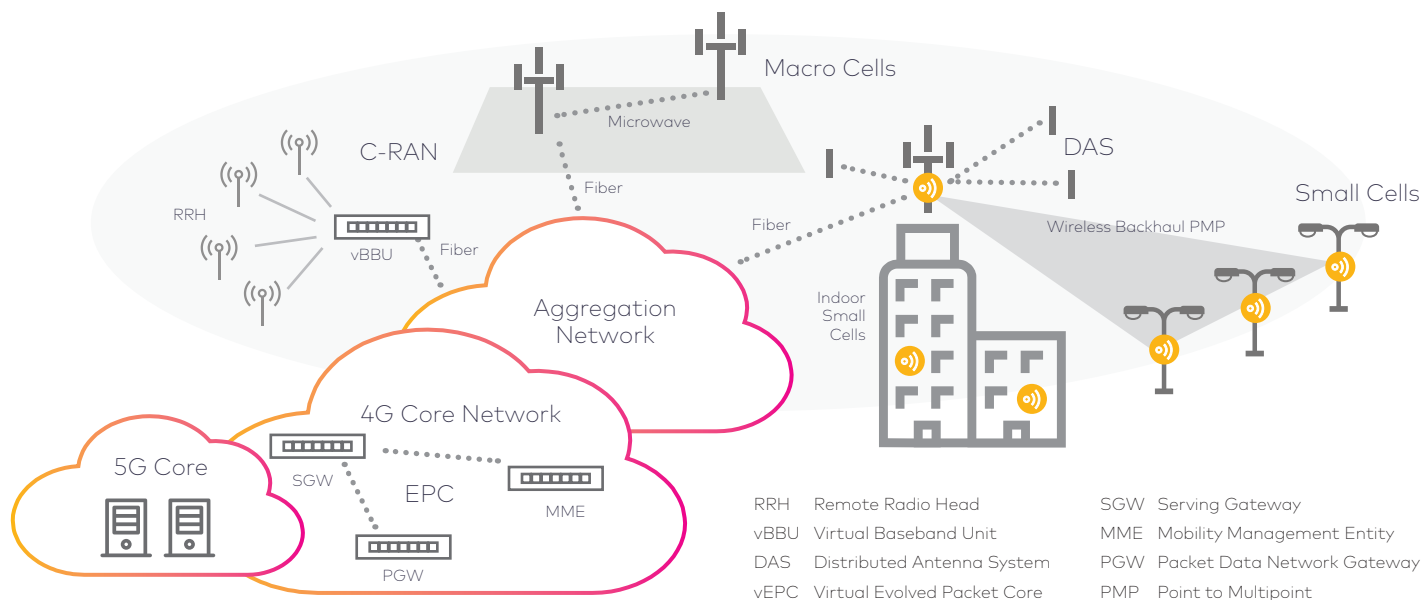 Macro Cells
Microwave
C-RAN
DAS
Fiber
Small Cells
RRH
Fiber
Wireless Backhaul PMP
Fiber
vBBU
Indoor
Small
Cells
Aggregation
Network
4G Core Network
5G Core
SGW
EPC
MME
PGW
RRH Remote Radio Head
vBBU Virtual Baseband Unit
DAS Distributed Antenna System
vEPC Virtual Evolved Packet Core
SGW Serving Gateway
MME Mobility Management Entity
PGW Packet Data Network Gateway
PMP Point to Multipoint